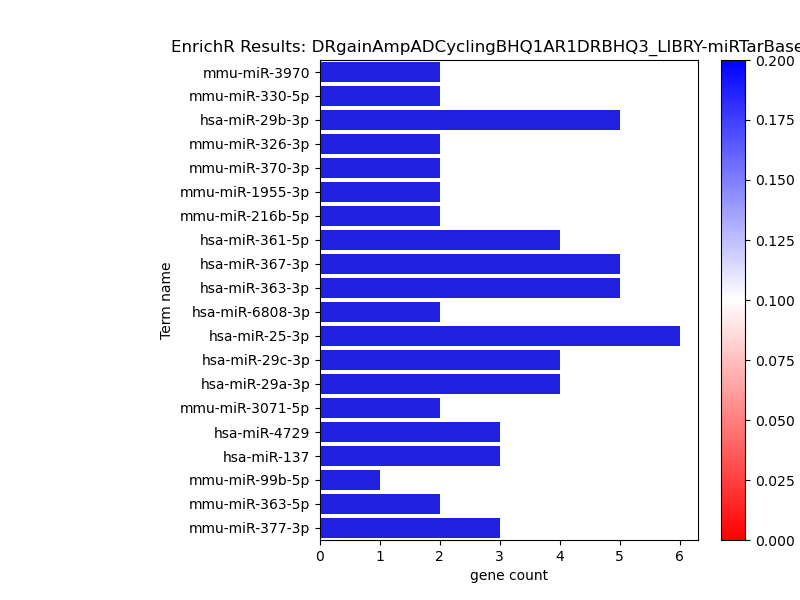 EnrichR Results: DRgainAmpADCyclingBHQ1AR1DRBHQ3_LIBRY-miRTarBase
mmu-miR-3970
mmu-miR-330-5p
hsa-miR-29b-3p
mmu-miR-326-3p
mmu-miR-370-3p
mmu-miR-1955-3p
mmu-miR-216b-5p
hsa-miR-361-5p
hsa-miR-367-3p
hsa-miR-363-3p
hsa-miR-6808-3p
hsa-miR-25-3p
hsa-miR-29c-3p
hsa-miR-29a-3p
mmu-miR-3071-5p
hsa-miR-4729
hsa-miR-137
mmu-miR-99b-5p
mmu-miR-363-5p
mmu-miR-377-3p
Term name
0 1 2 3 4 5 6
gene count
0.200
0.175
0.150
0.125
0.100
0.075
0.050
0.025
0.000